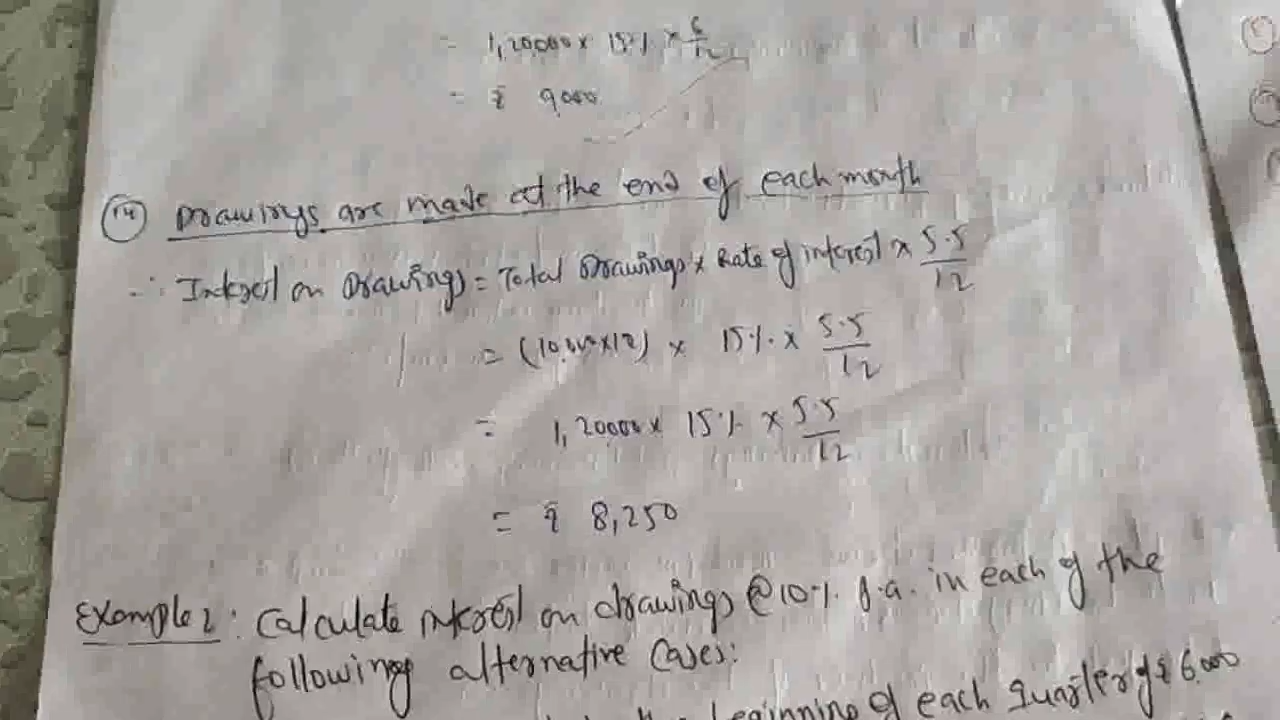 = 1,20,000 × 15% × 6/12
= ₹ 9000
(14) Drawings are made at the end of each month
∴ Interest on Drawings = Total Drawings × Rate of interest × 5.5/12
= (10,000×12) × 15% × 5.5/12
= 1,20000 × 15% × 5.5/12
= ₹ 8,250
Example 2: Calculate interest on drawings @ 10% p.a. in each of the
following alternative cases:
beginning of each quarter ₹ 6000